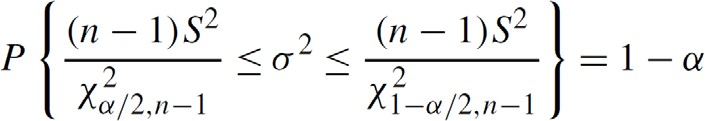 P { (n − 1)S² / χ²_{α/2,n−1} ≤ σ² ≤ (n − 1)S² / χ²_{1−α/2,n−1} } = 1 − α